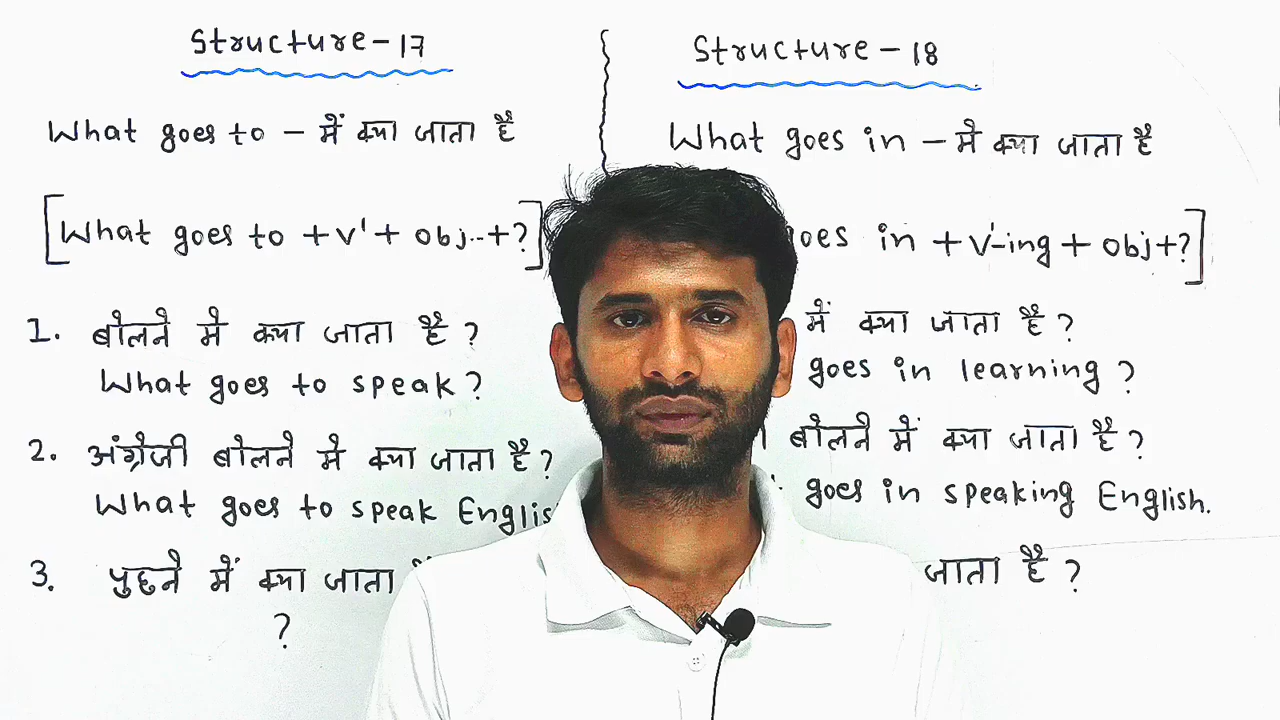 Structure-17
What goes to - में क्या जाता है
[What goes to + V¹ + obj..+?]
1. बोलने मे क्या जाता है ?
What goes to speak ?
2. अंग्रेजी बोलने मे क्या जाता है ?
What goes to speak Englis
3. पुछने में क्या जाता
?
Structure-18
What goes in - मे क्या जाता है
goes in + V¹-ing + obj+?]
में क्या जाता है ?
goes in learning ?
बोलने में क्या जाता है ?
goes in speaking English.
जाता है ?